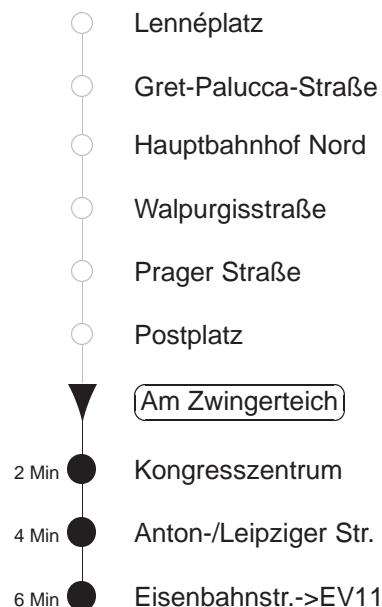 Lennéplatz
Gret-Palucca-Straße
Hauptbahnhof Nord
Walpurgisstraße
Prager Straße
Postplatz
Am Zwingerteich
2 Min Kongresszentrum
4 Min Anton-/Leipziger Str.
6 Min Eisenbahnstr.->EV11